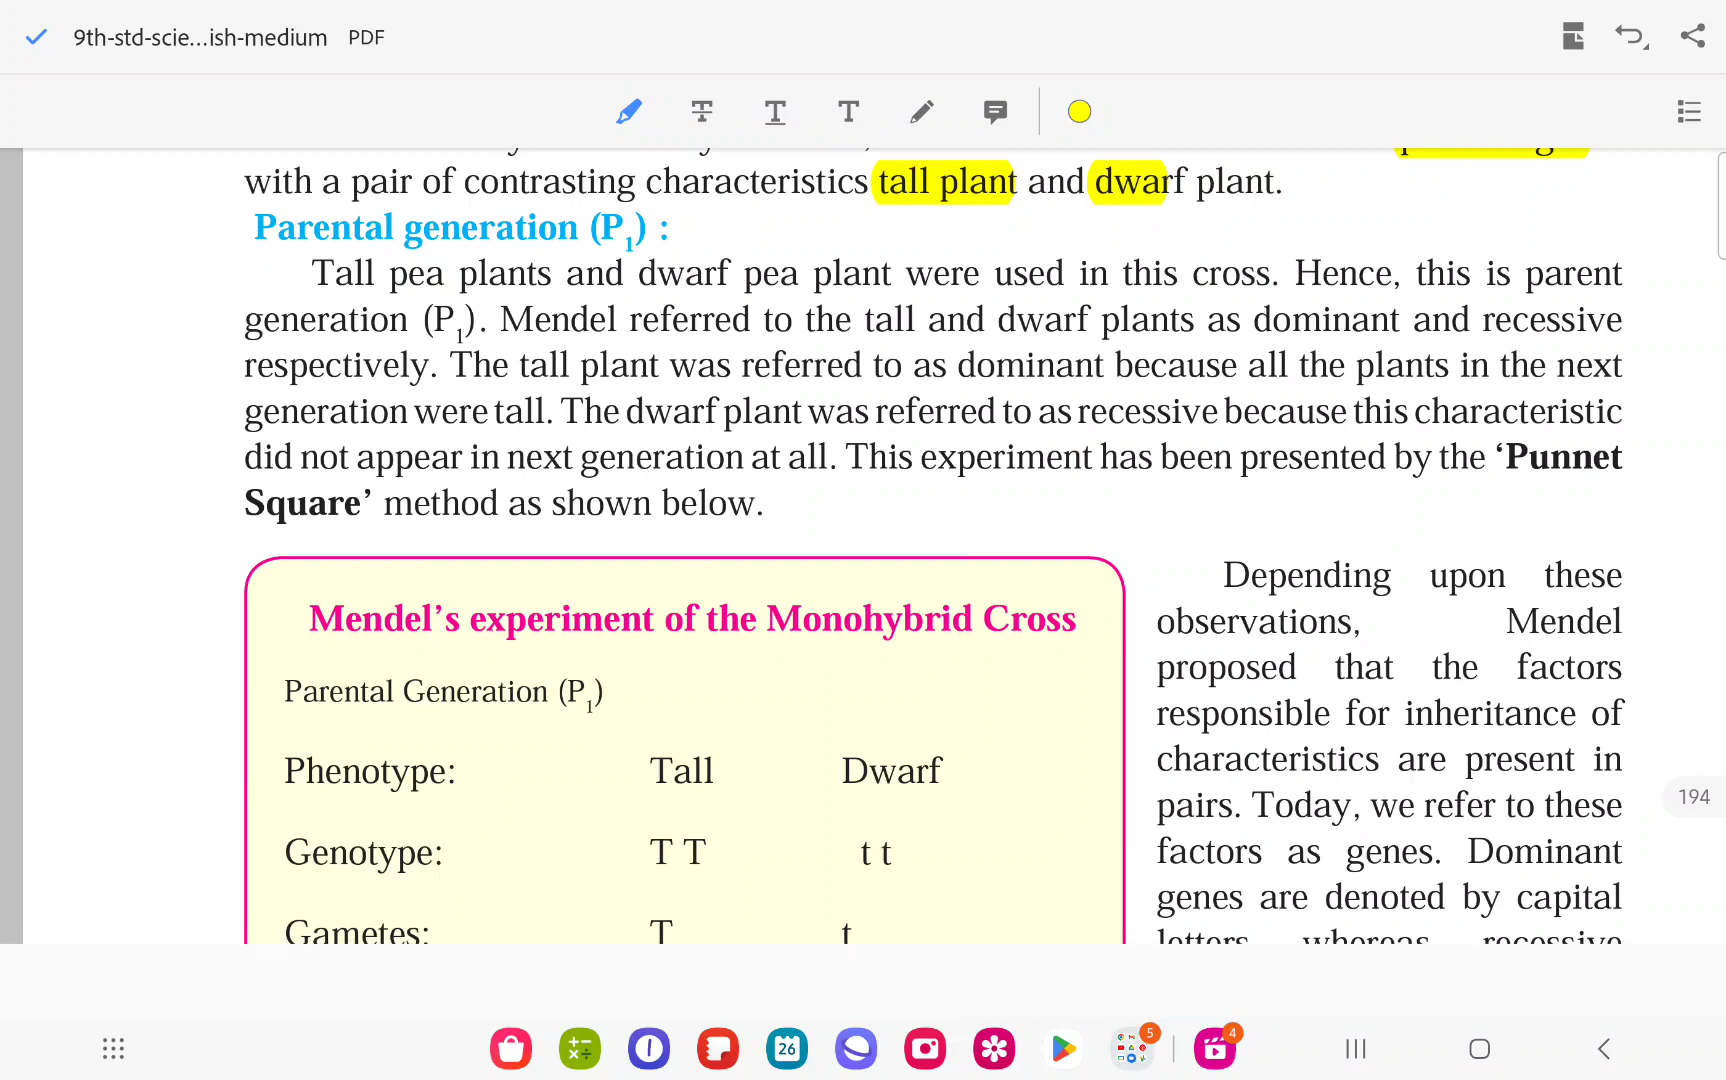 9th-std-scie...ish-medium PDF
with a pair of contrasting characteristics tall plant and dwarf plant.
Parental generation (P1) :
Tall pea plants and dwarf pea plant were used in this cross. Hence, this is parent
generation (P1). Mendel referred to the tall and dwarf plants as dominant and recessive
respectively. The tall plant was referred to as dominant because all the plants in the next
generation were tall. The dwarf plant was referred to as recessive because this characteristic
did not appear in next generation at all. This experiment has been presented by the ‘Punnet
Square’ method as shown below.
Mendel’s experiment of the Monohybrid Cross
Parental Generation (P1)
Phenotype: Tall Dwarf
Genotype: T T t t
Gametes: T t
Depending upon these
observations, Mendel
proposed that the factors
responsible for inheritance of
characteristics are present in
pairs. Today, we refer to these
factors as genes. Dominant
genes are denoted by capital
letters whereas recessive
194
26
5
4